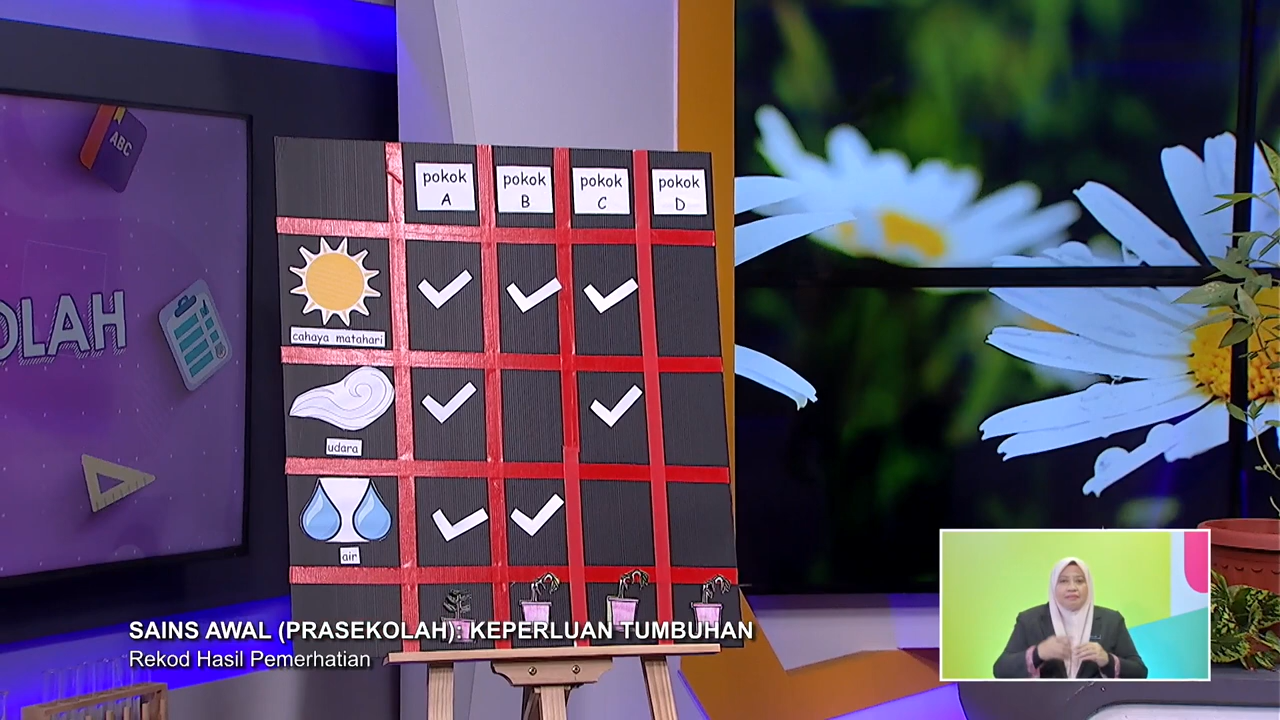 ABC
OLAH
pokok
A
pokok
B
pokok
C
pokok
D
cahaya matahari
udara
air
SAINS AWAL (PRASEKOLAH): KEPERLUAN TUMBUHAN
Rekod Hasil Pemerhatian